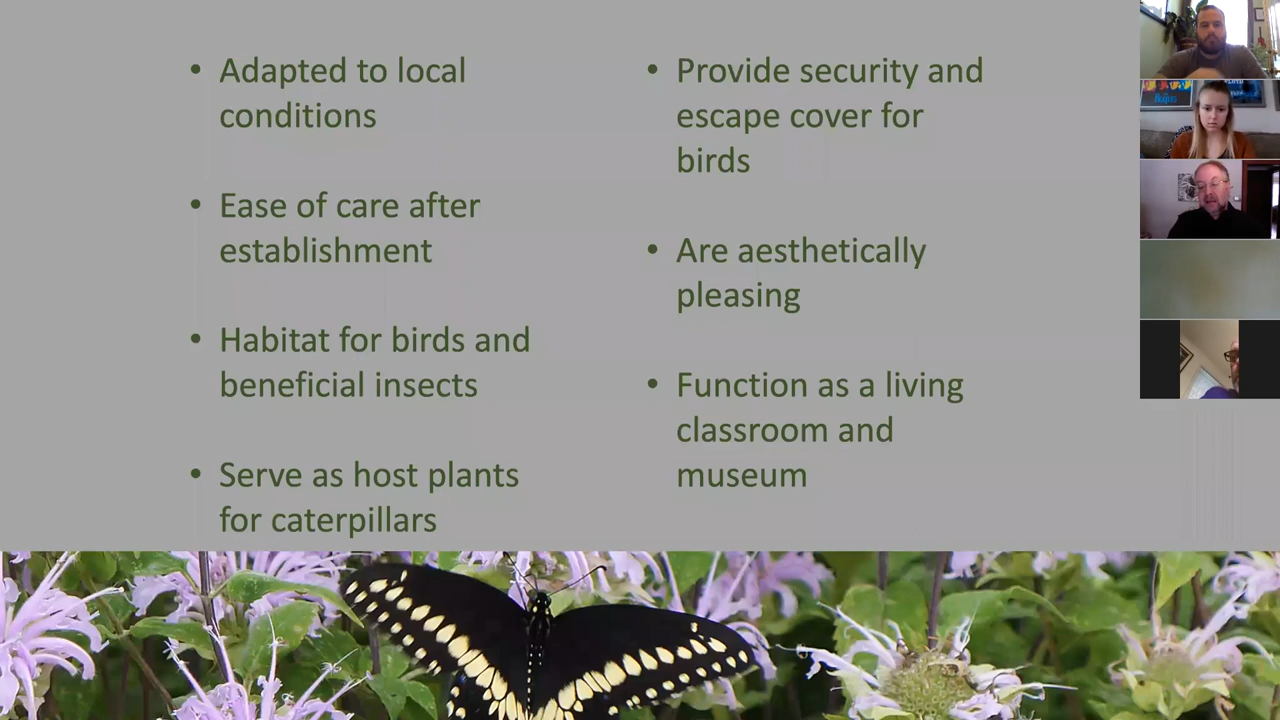 • Adapted to local
conditions
• Ease of care after
establishment
• Habitat for birds and
beneficial insects
• Serve as host plants
for caterpillars
• Provide security and
escape cover for
birds
• Are aesthetically
pleasing
• Function as a living
classroom and
museum